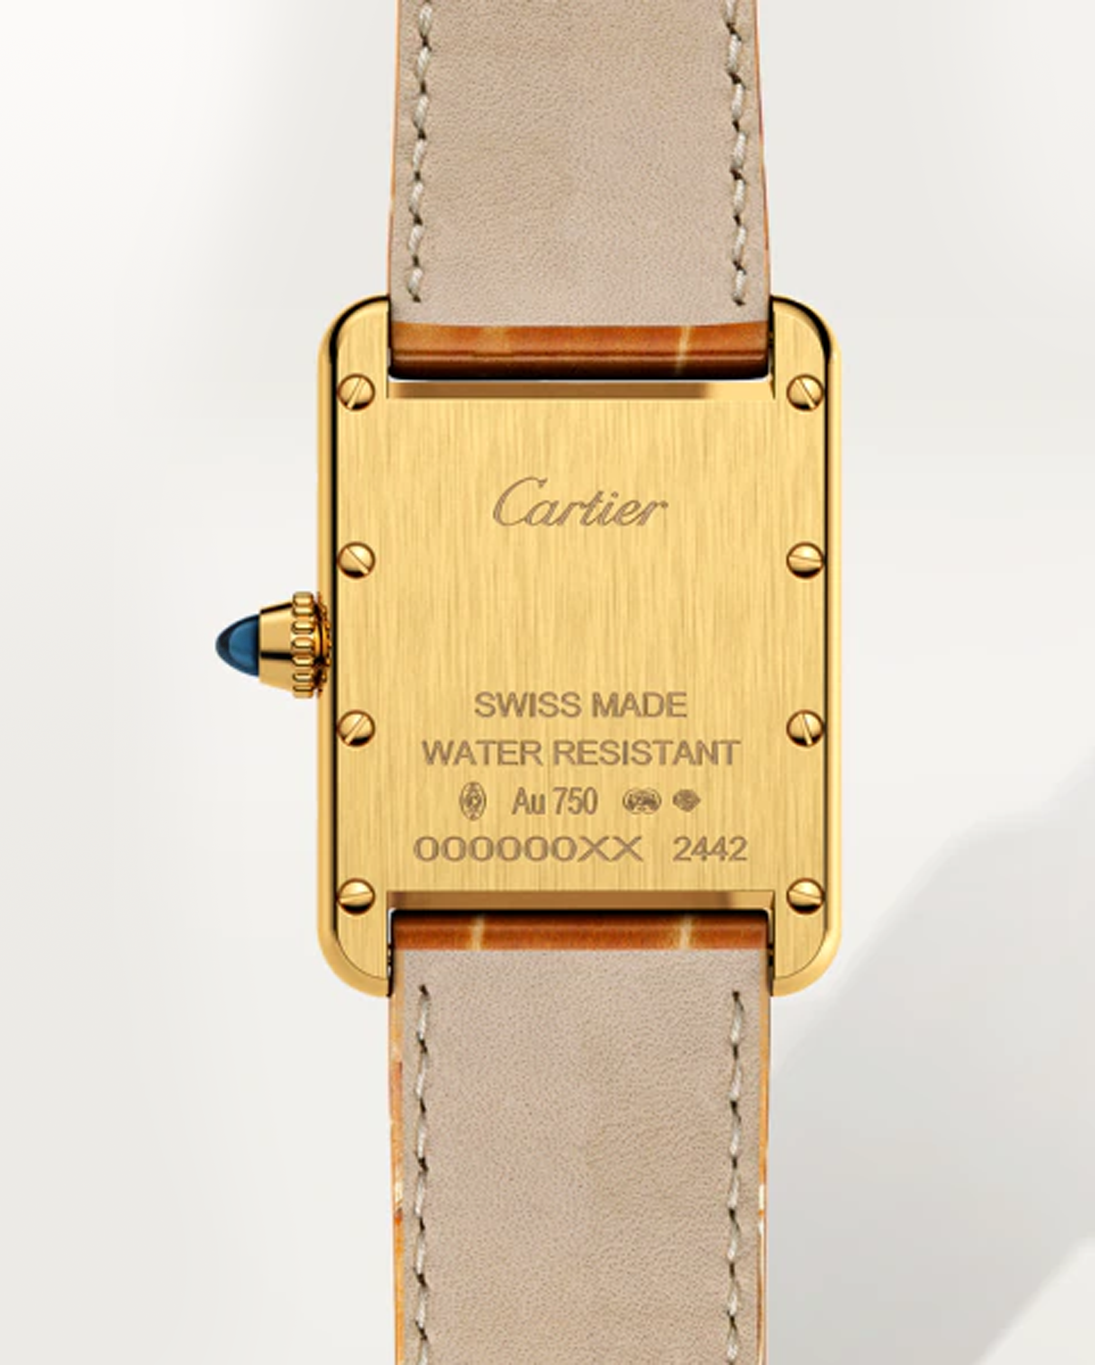 Cartier
SWISS MADE
WATER RESISTANT
Au 750
000000XX 2442